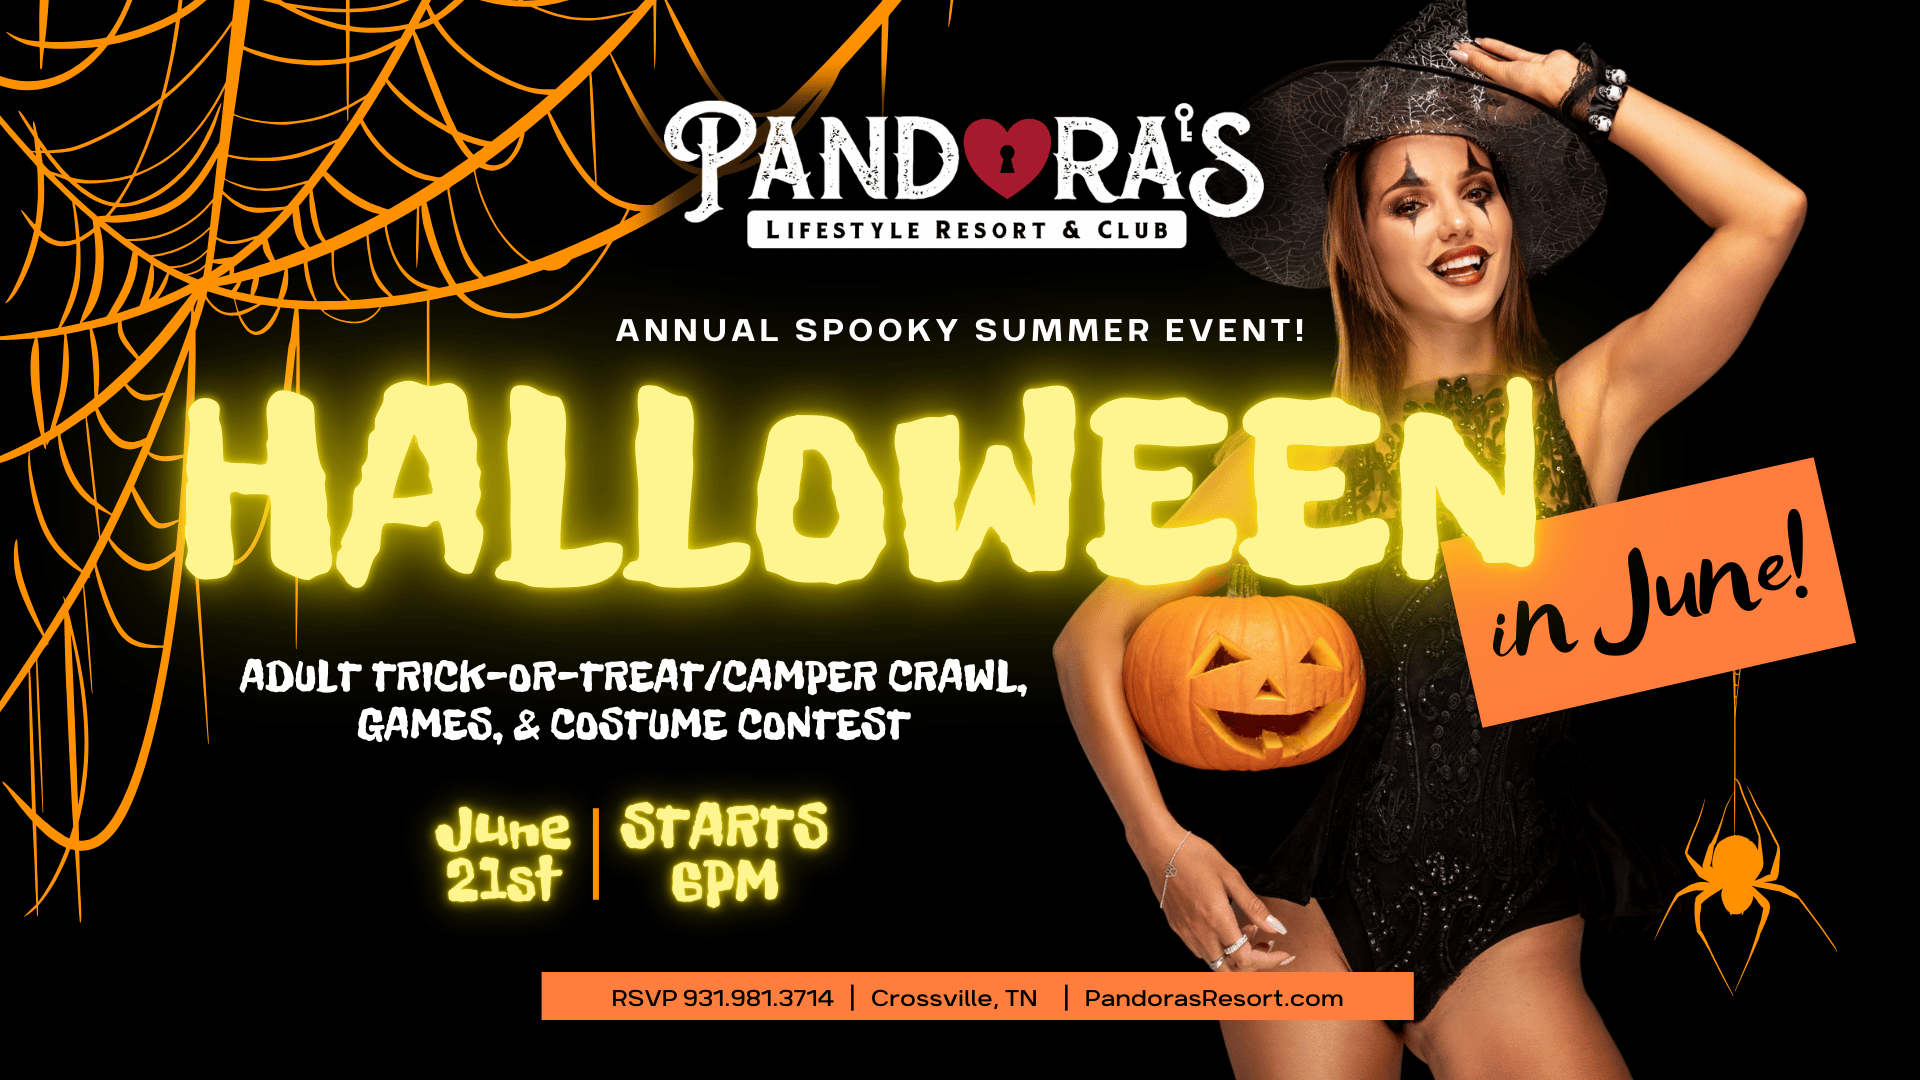 PANDORA'S
LIFESTYLE RESORT & CLUB
ANNUAL SPOOKY SUMMER EVENT!
HALLOWEEN
in June!
ADULT TRICK-OR-TREAT/CAMPER CRAWL,
GAMES, & COSTUME CONTEST
June
21st
STARTS
6PM
RSVP 931.981.3714 | Crossville, TN | PandorasResort.com